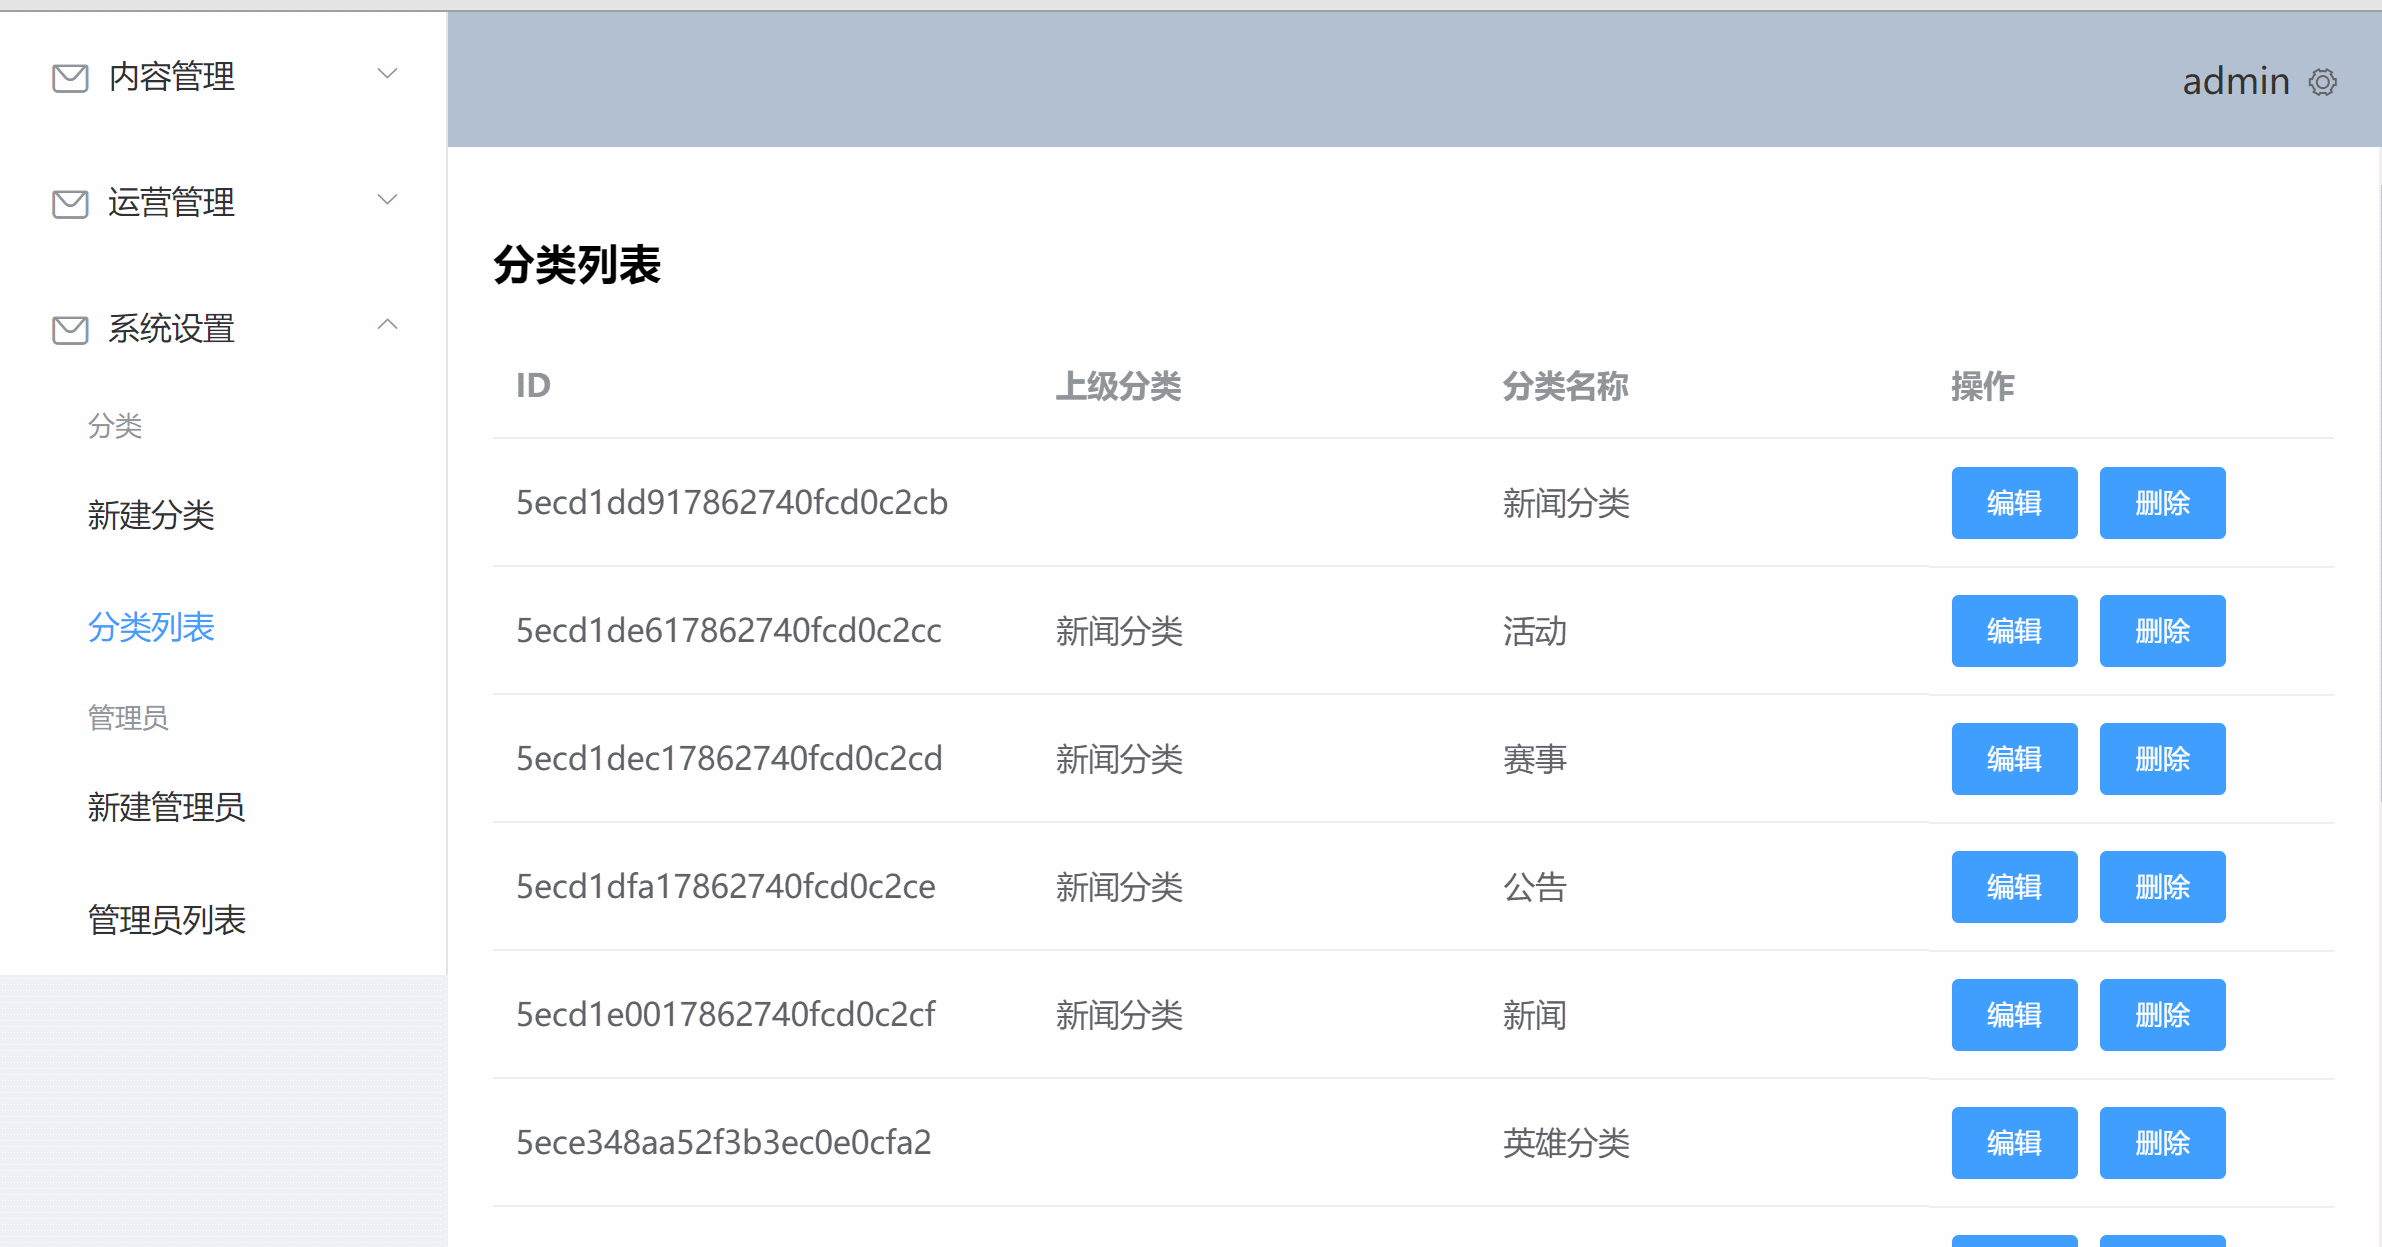 内容管理
运营管理
系统设置
分类
新建分类
分类列表
管理员
新建管理员
管理员列表
admin
分类列表
ID 上级分类 分类名称 操作
5ecd1dd917862740fcd0c2cb 新闻分类 编辑 删除
5ecd1de617862740fcd0c2cc 新闻分类 活动 编辑 删除
5ecd1dec17862740fcd0c2cd 新闻分类 赛事 编辑 删除
5ecd1dfa17862740fcd0c2ce 新闻分类 公告 编辑 删除
5ecd1e0017862740fcd0c2cf 新闻分类 新闻 编辑 删除
5ece348aa52f3b3ec0e0cfa2 英雄分类 编辑 删除